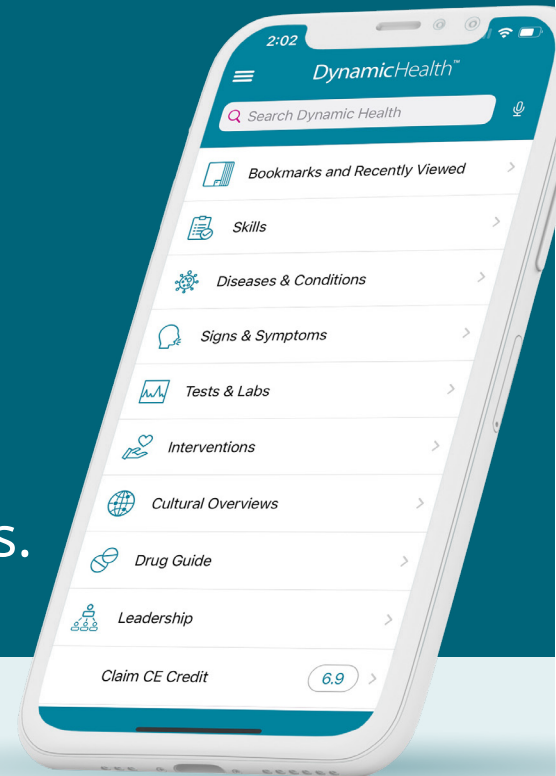 2:02
DynamicHealth™
Search Dynamic Health
Bookmarks and Recently Viewed
Skills
Diseases & Conditions
Signs & Symptoms
Tests & Labs
Interventions
Cultural Overviews
s.
Drug Guide
Leadership
Claim CE Credit 6.9